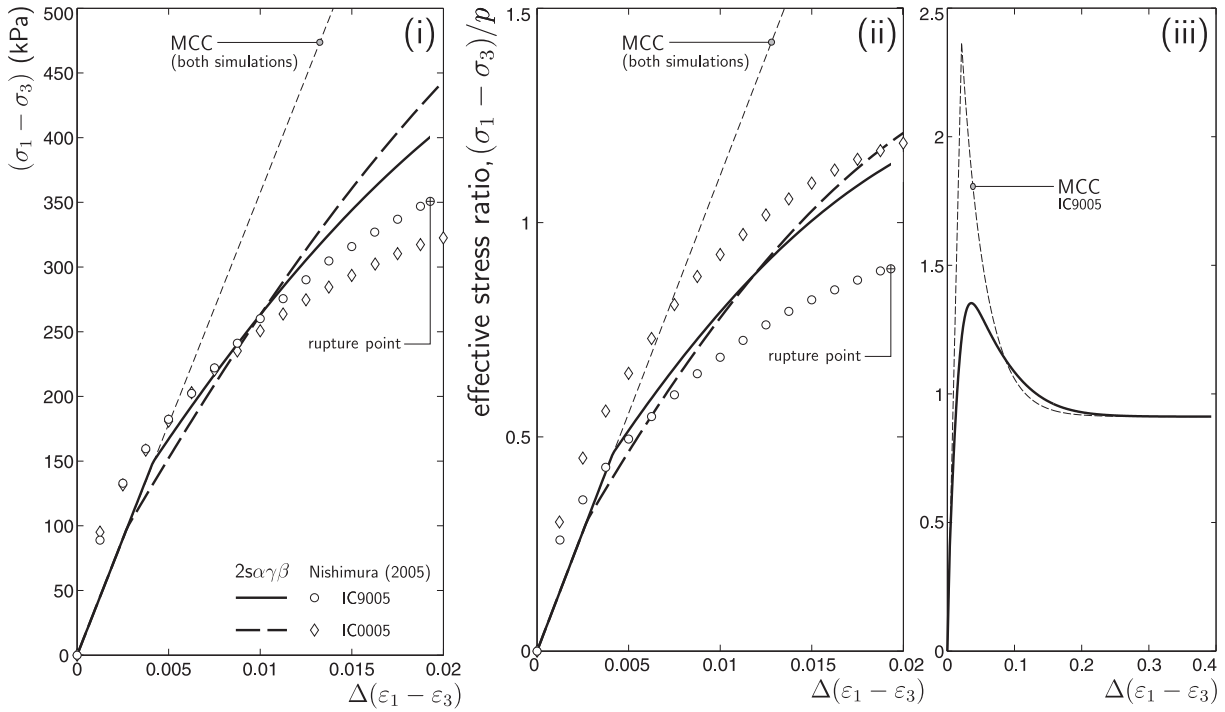 (i)
(σ₁ − σ₃) (kPa)
500
450
400
350
300
250
200
150
100
50
0
MCC
(both simulations)
rupture point
2sαγβ Nishimura (2005)
IC9005
IC0005
0 0.005 0.01 0.015 0.02
Δ(ε₁ − ε₃)
(ii)
effective stress ratio, (σ₁ − σ₃)/p
1.5
1
0.5
0
MCC
(both simulations)
rupture point
0 0.005 0.01 0.015 0.02
Δ(ε₁ − ε₃)
(iii)
2.5
2
1.5
1
0.5
0
MCC
IC9005
0 0.1 0.2 0.3 0.4
Δ(ε₁ − ε₃)